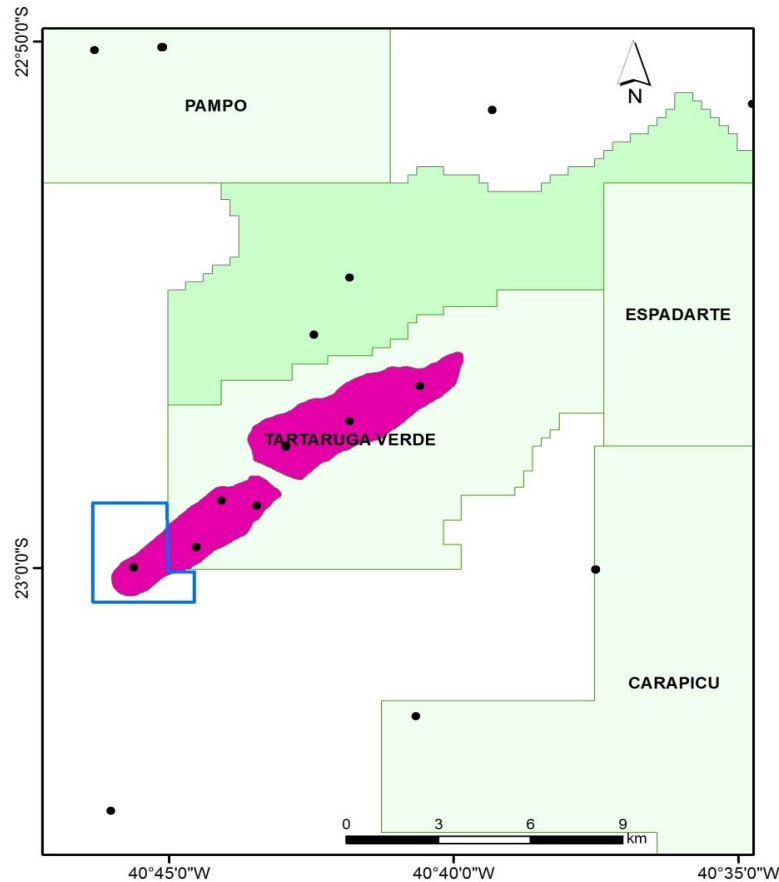 22°50'0"S
PAMPO
N
ESPADARTE
TARTARUGA VERDE
23°0'0"S
CARAPICU
0 3 6 9
km
40°45'0"W 40°40'0"W 40°35'0"W